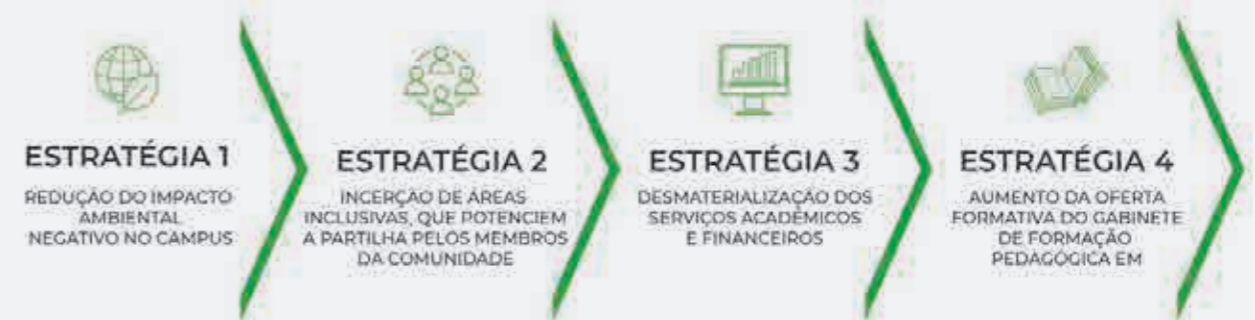 ESTRATÉGIA 1
REDUÇÃO DO IMPACTO
AMBIENTAL
NEGATIVO NO CAMPUS
ESTRATÉGIA 2
INCERÇÃO DE ÁREAS
INCLUSIVAS, QUE POTENCIEM
A PARTILHA PELOS MEMBROS
DA COMUNIDADE
ESTRATÉGIA 3
DESMATERIALIZAÇÃO DOS
SERVIÇOS ACADÉMICOS
E FINANCEIROS
ESTRATÉGIA 4
AUMENTO DA OFERTA
FORMATIVA DO GABINETE
DE FORMAÇÃO
PEDAGÓGICA EM